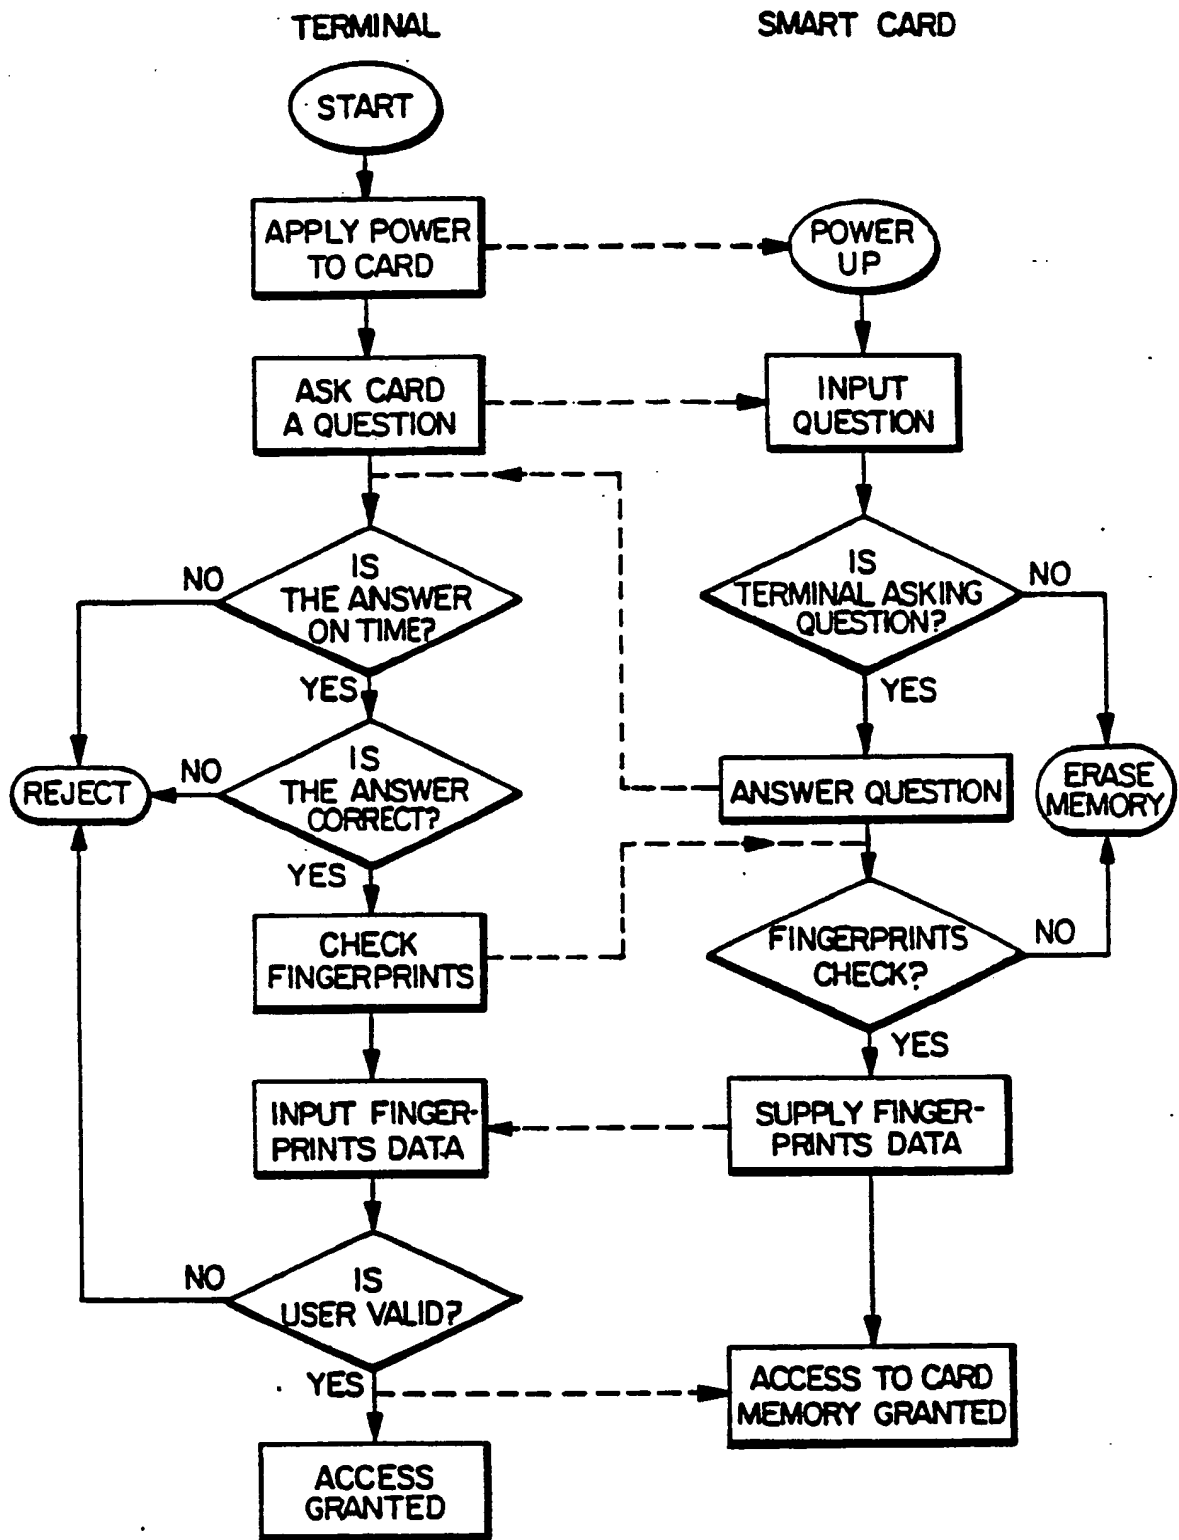 TERMINAL
SMART CARD
START
APPLY POWER
TO CARD
POWER
UP
ASK CARD
A QUESTION
INPUT
QUESTION
IS
THE ANSWER
ON TIME?
NO
YES
IS
TERMINAL ASKING
QUESTION?
NO
YES
IS
THE ANSWER
CORRECT?
NO
YES
REJECT
ANSWER QUESTION
ERASE
MEMORY
CHECK
FINGERPRINTS
FINGERPRINTS
CHECK?
NO
YES
INPUT FINGER-
PRINTS DATA
SUPPLY FINGER-
PRINTS DATA
IS
USER VALID?
NO
YES
ACCESS TO CARD
MEMORY GRANTED
ACCESS
GRANTED